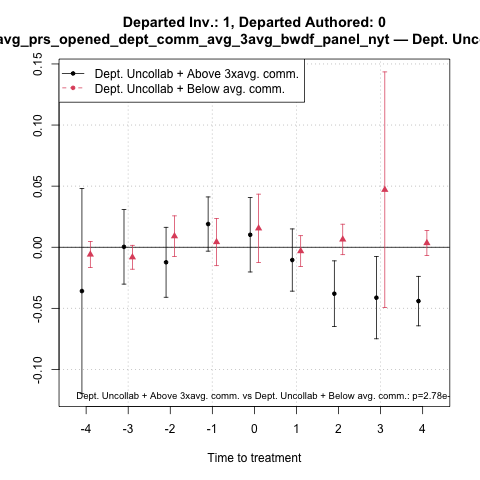 Departed Inv.: 1, Departed Authored: 0
avg_prs_opened_dept_comm_avg_3avg_bwdf_panel_nyt — Dept. Unco
Dept. Uncollab + Above 3xavg. comm.
Dept. Uncollab + Below avg. comm.
0.15
0.10
0.05
0.00
-0.05
-0.10
Dept. Uncollab + Above 3xavg. comm. vs Dept. Uncollab + Below avg. comm.: p=2.78e-
-4 -3 -2 -1 0 1 2 3 4
Time to treatment